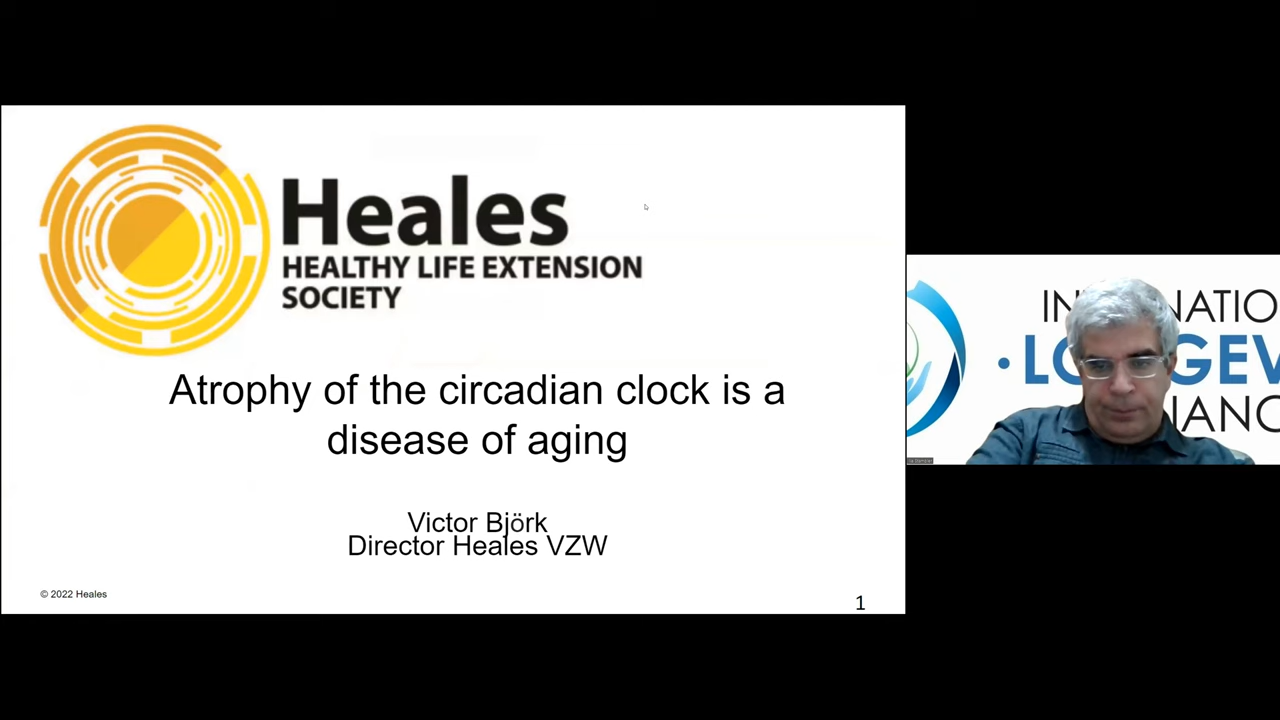 Heales
HEALTHY LIFE EXTENSION
SOCIETY
Atrophy of the circadian clock is a
disease of aging
Victor Björk
Director Heales VZW
© 2022 Heales
1